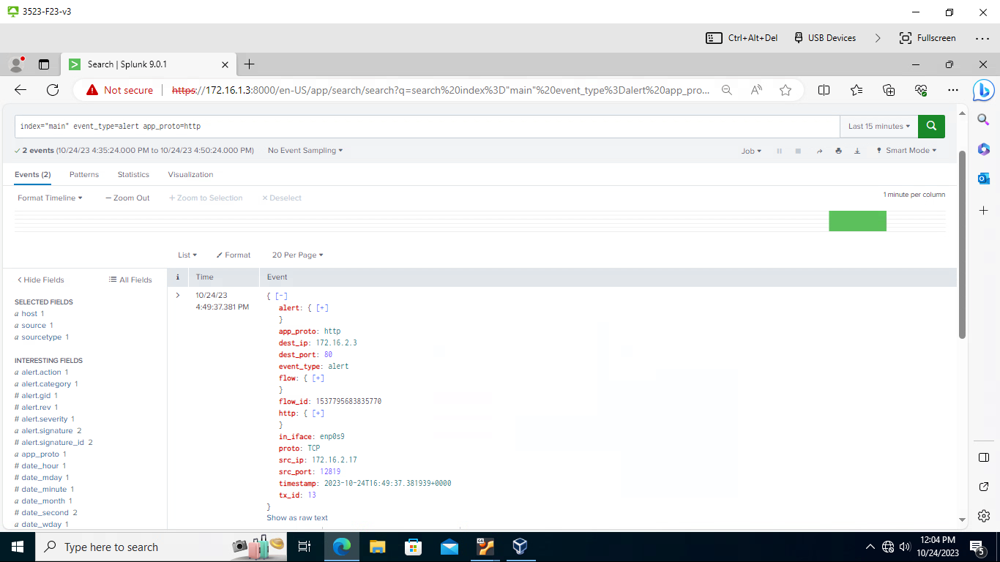 3523-F23-v3
Ctrl+Alt+Del USB Devices Fullscreen
Search | Splunk 9.0.1
Not secure https://172.16.1.3:8000/en-US/app/search/search?q=search%20index%3D"main"%20event_type%3Dalert%20app_pro...
index="main" event_type=alert app_proto=http Last 15 minutes
2 events (10/24/23 4:35:24.000 PM to 10/24/23 4:50:24.000 PM) No Event Sampling Job Smart Mode
Events (2) Patterns Statistics Visualization
Format Timeline — Zoom Out + Zoom to Selection × Deselect 1 minute per column
List Format 20 Per Page
< Hide Fields All Fields i Time Event
SELECTED FIELDS
a host 1
a source 1
a sourcetype 1
INTERESTING FIELDS
a alert.action 1
a alert.category 1
# alert.gid 1
# alert.rev 1
# alert.severity 1
a alert.signature 2
# alert.signature_id 2
a app_proto 1
# date_hour 1
# date_mday 1
# date_minute 1
a date_month 1
# date_second 2
a date_wday 1
> 10/24/23
4:49:37.381 PM
{ [-]
alert: { [+]
}
app_proto: http
dest_ip: 172.16.2.3
dest_port: 80
event_type: alert
flow: { [+]
}
flow_id: 1537795683835770
http: { [+]
}
in_iface: enp0s9
proto: TCP
src_ip: 172.16.2.17
src_port: 12819
timestamp: 2023-10-24T16:49:37.381939+0000
tx_id: 13
}
Show as raw text
Type here to search
12:04 PM
10/24/2023
5